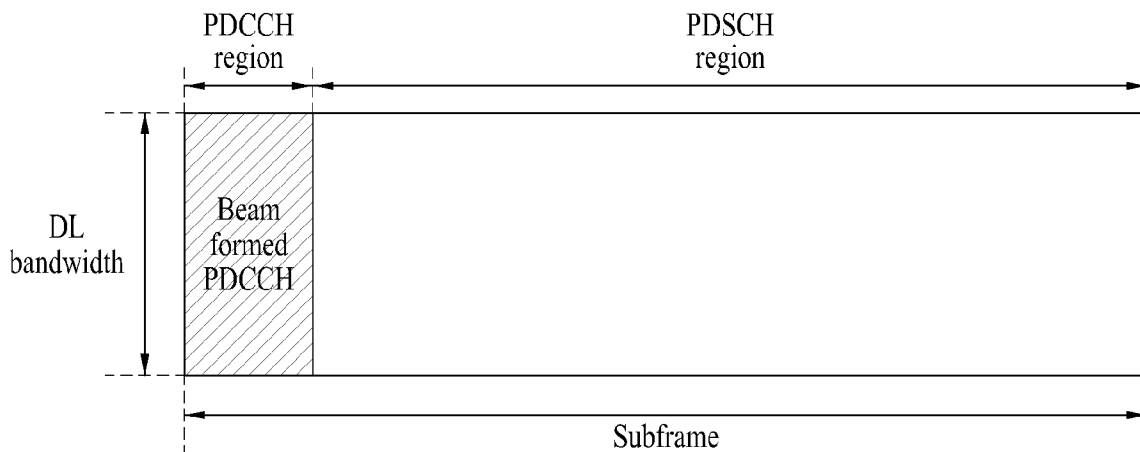 PDCCH
region
PDSCH
region
DL
bandwidth
Beam
formed
PDCCH
Subframe